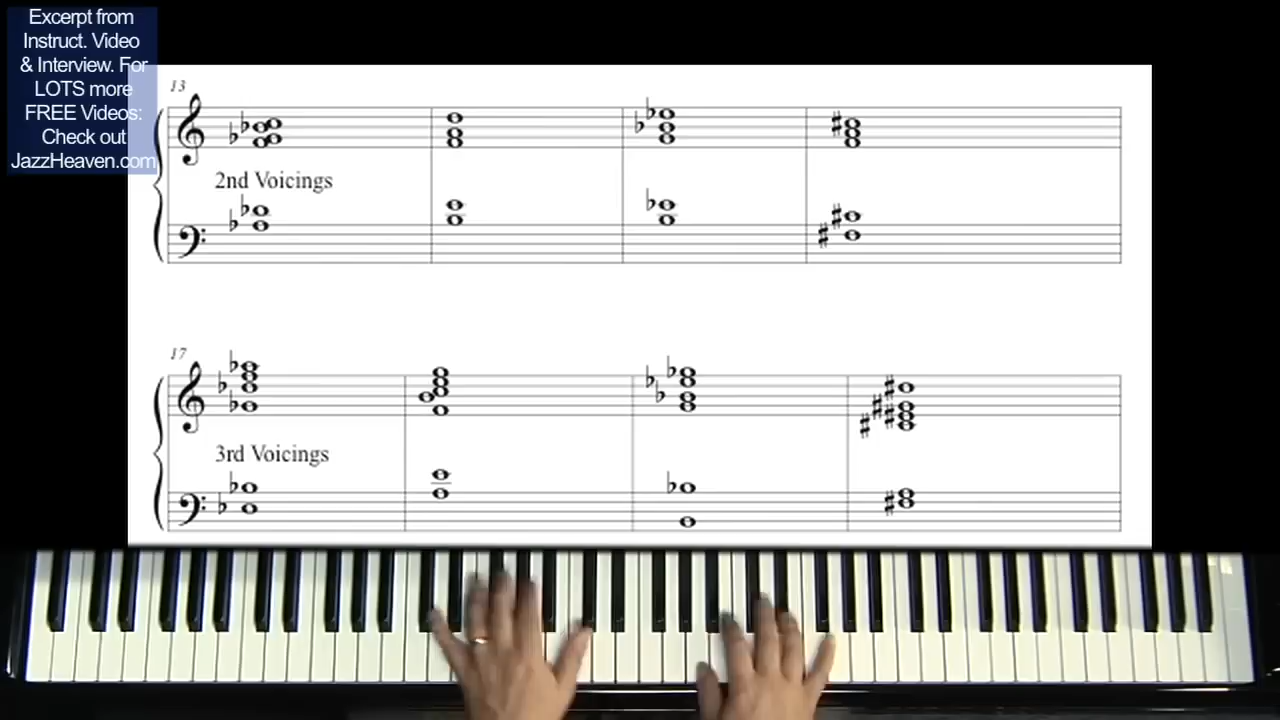 Excerpt from
Instruct. Video
& Interview. For
LOTS more
FREE Videos:
Check out
JazzHeaven.com
13
2nd Voicings
17
3rd Voicings